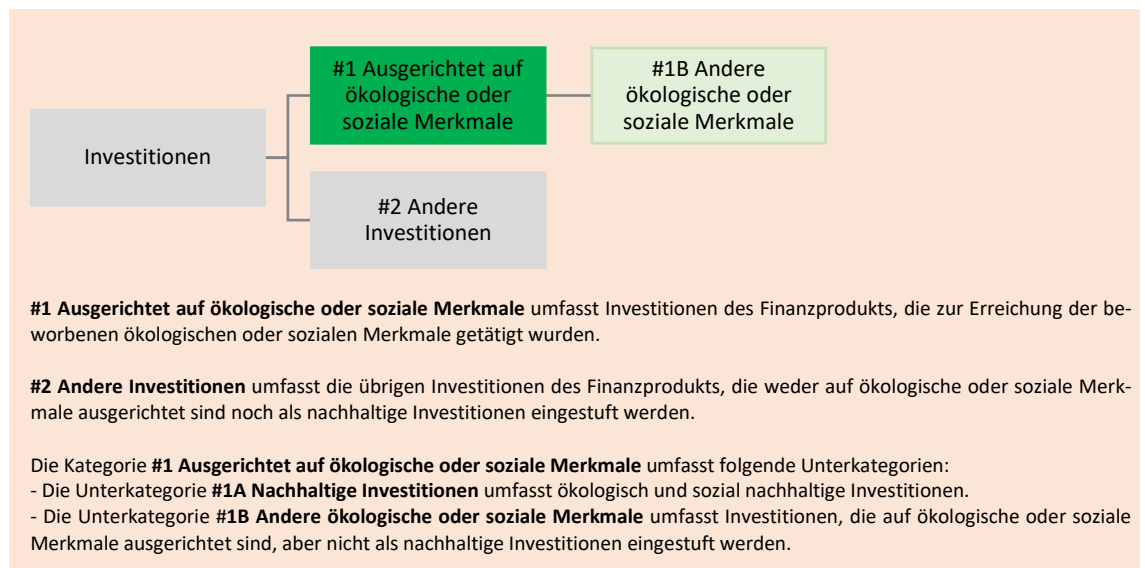 #1 Ausgerichtet auf
ökologische oder
soziale Merkmale
#1B Andere
ökologische oder
soziale Merkmale
Investitionen
#2 Andere
Investitionen
#1 Ausgerichtet auf ökologische oder soziale Merkmale umfasst Investitionen des Finanzprodukts, die zur Erreichung der be-
worbenen ökologischen oder sozialen Merkmale getätigt wurden.
#2 Andere Investitionen umfasst die übrigen Investitionen des Finanzprodukts, die weder auf ökologische oder soziale Merk-
male ausgerichtet sind noch als nachhaltige Investitionen eingestuft werden.
Die Kategorie #1 Ausgerichtet auf ökologische oder soziale Merkmale umfasst folgende Unterkategorien:
- Die Unterkategorie #1A Nachhaltige Investitionen umfasst ökologisch und sozial nachhaltige Investitionen.
- Die Unterkategorie #1B Andere ökologische oder soziale Merkmale umfasst Investitionen, die auf ökologische oder soziale
Merkmale ausgerichtet sind, aber nicht als nachhaltige Investitionen eingestuft werden.